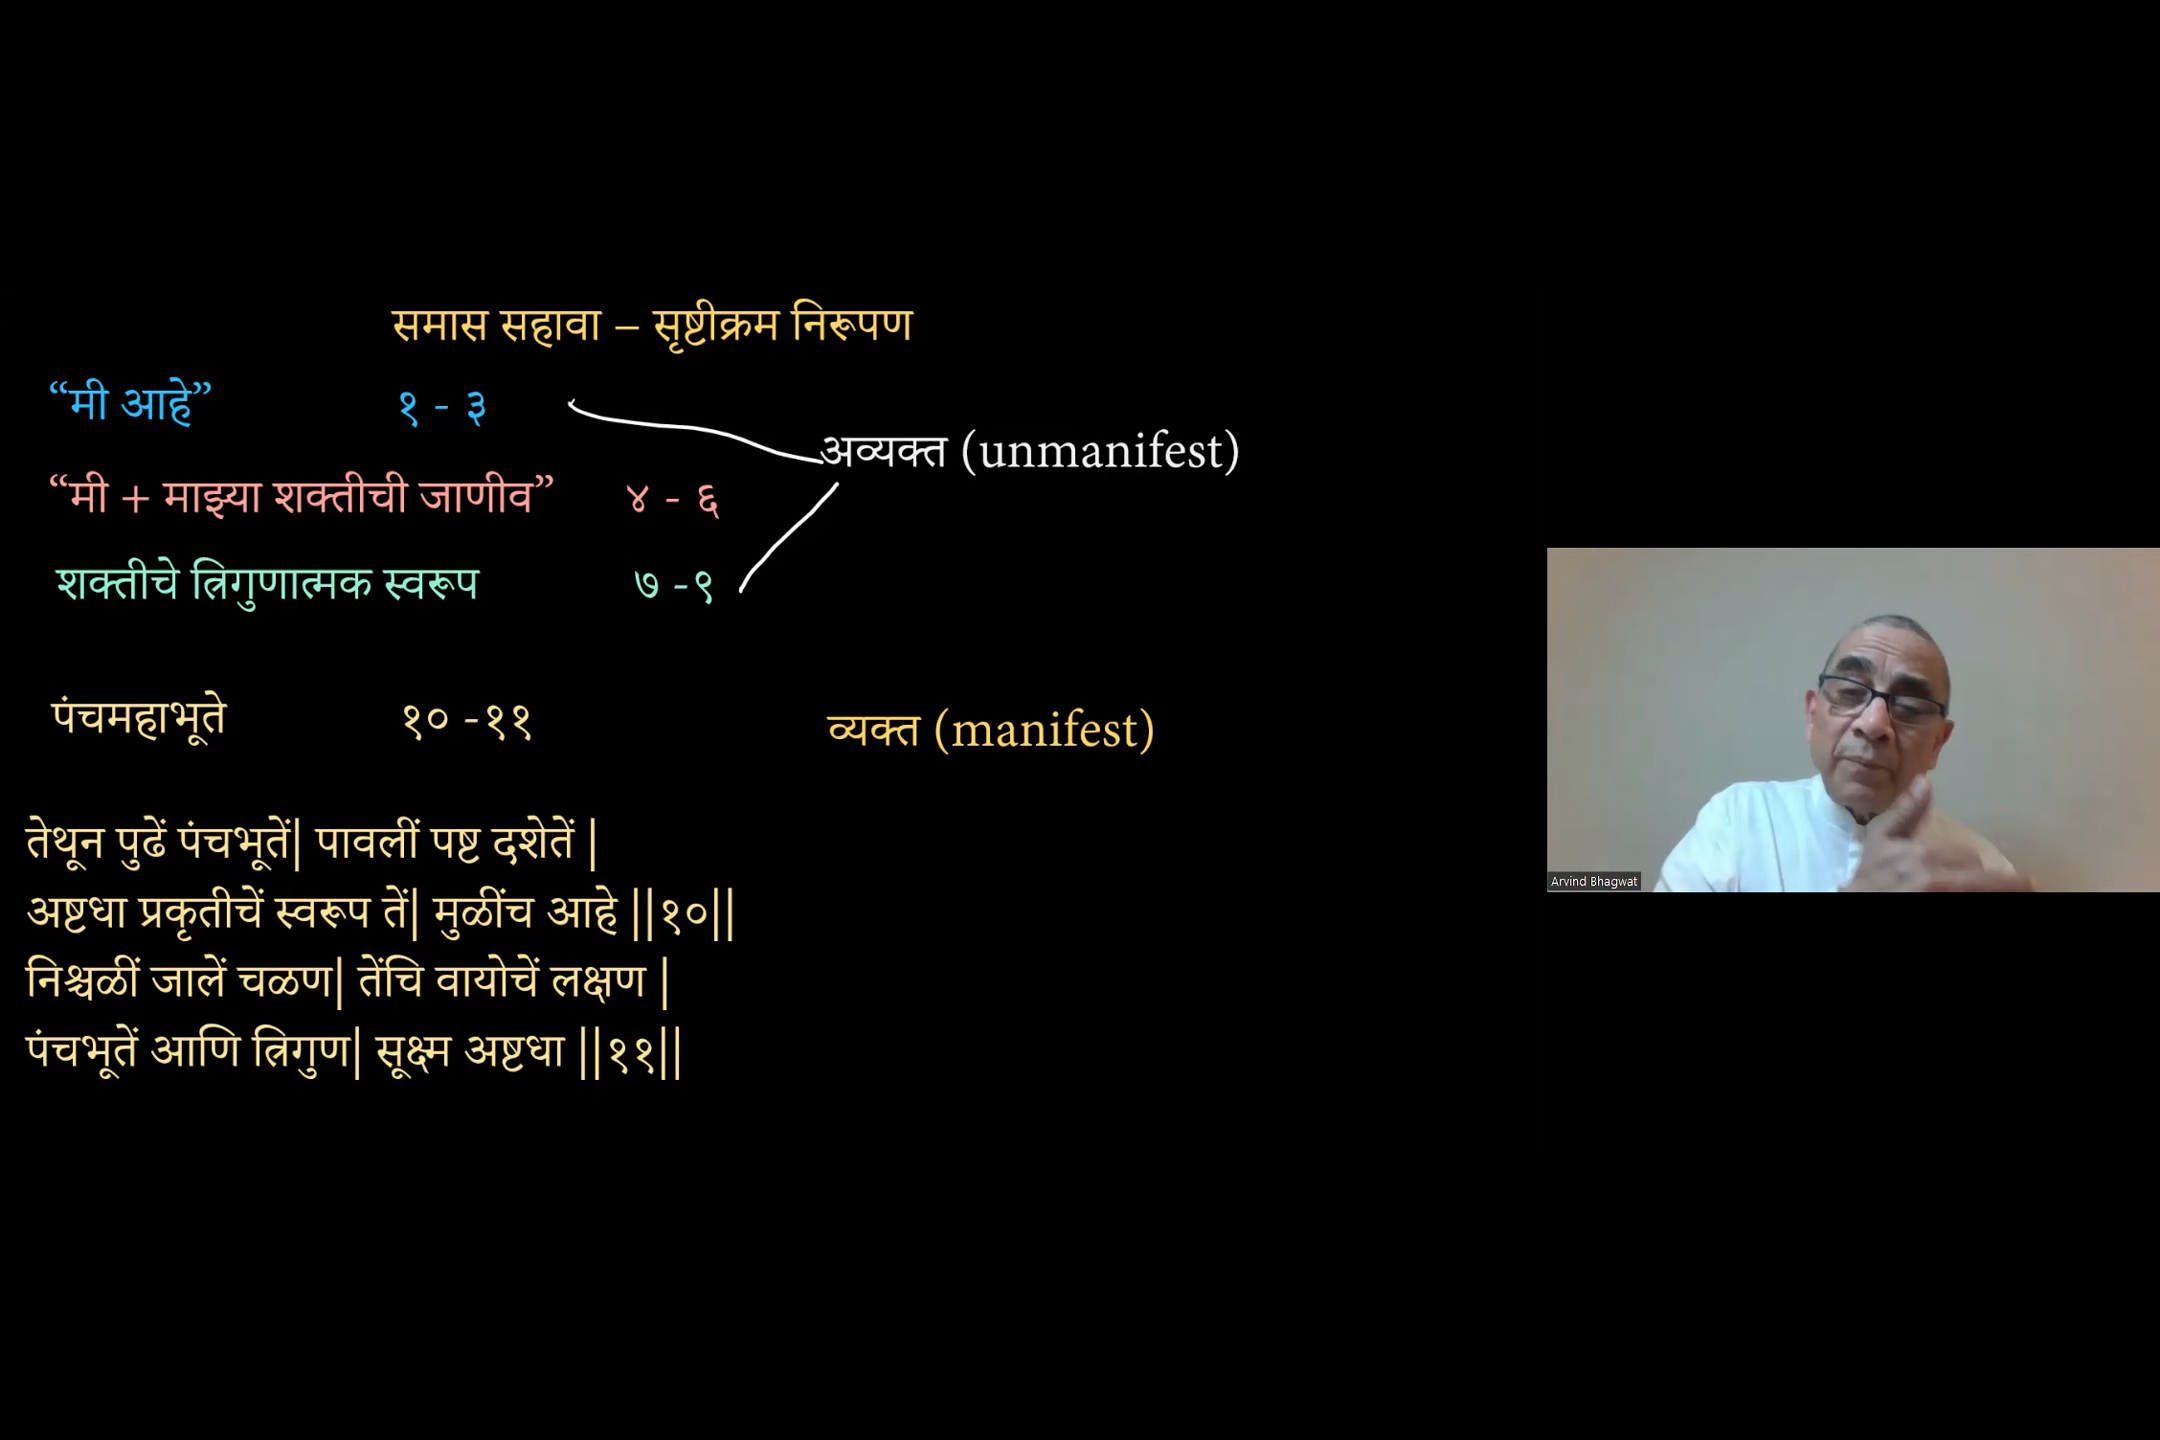 समास सहावा – सृष्टीक्रम निरूपण
“मी आहे” १ - ३
अव्यक्त (unmanifest)
“मी + माझ्या शक्तीची जाणीव” ४ - ६
शक्तीचे त्रिगुणात्मक स्वरूप ७ -९
पंचमहाभूते १० -११ व्यक्त (manifest)
तेथून पुढें पंचभूतें| पावलीं पष्ट दशेतें |
अष्टधा प्रकृतीचें स्वरूप तें| मुळींच आहे ||१०||
निश्चळीं जालें चळण| तेंचि वायोचें लक्षण |
पंचभूतें आणि त्रिगुण| सूक्ष्म अष्टधा ||११||
Arvind Bhagwat